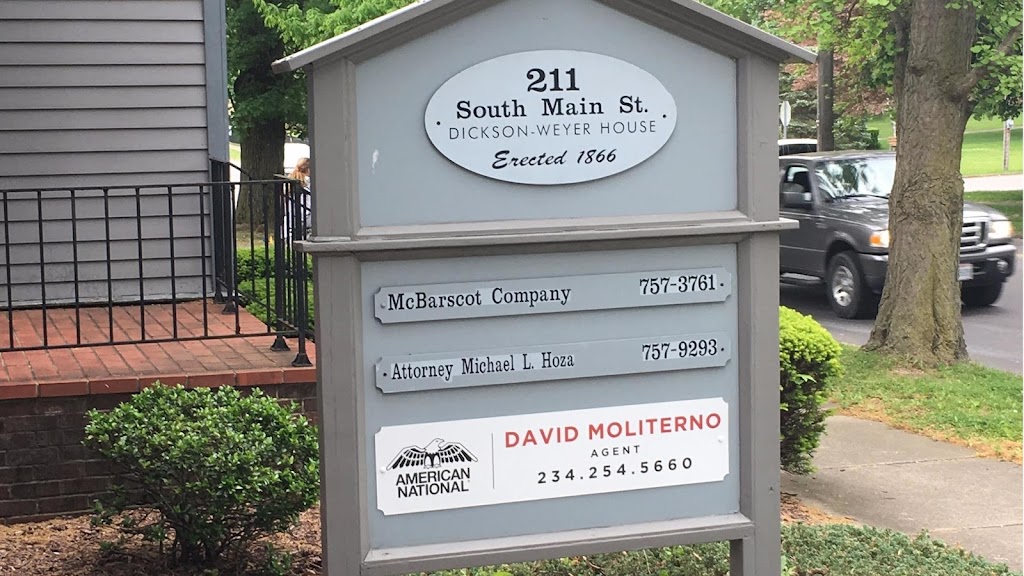 211
South Main St.
DICKSON-WEYER HOUSE
Erected 1866
McBarscot Company 757-3761
Attorney Michael L. Hoza 757-9293
AMERICAN
NATIONAL
DAVID MOLITERNO
AGENT
234.254.5660